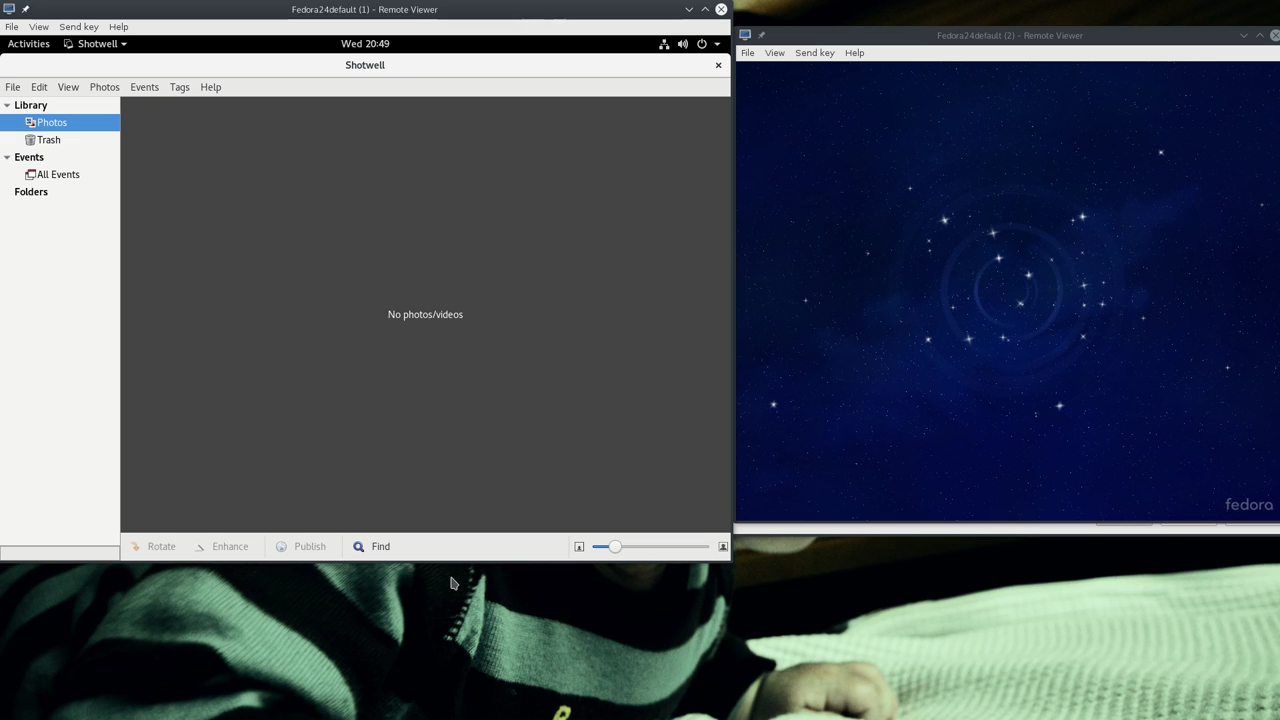 Fedora24default (1) - Remote Viewer
File View Send key Help
Activities Shotwell Wed 20:49
Shotwell
File Edit View Photos Events Tags Help
Library
Photos
Trash
Events
All Events
Folders
No photos/videos
Rotate Enhance Publish Find
Fedora24default (2) - Remote Viewer
File View Send key Help
fedora